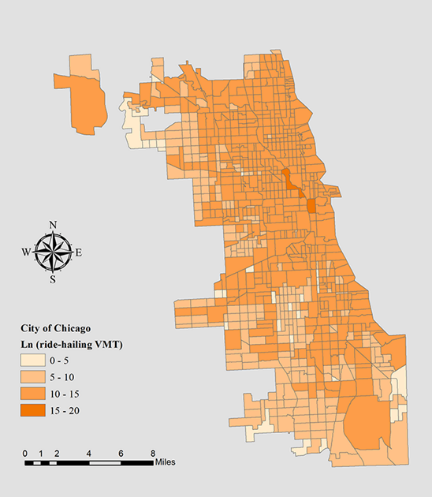 N
W E
S
City of Chicago
Ln (ride-hailing VMT)
0 - 5
5 - 10
10 - 15
15 - 20
0 1 2 4 6 8
Miles